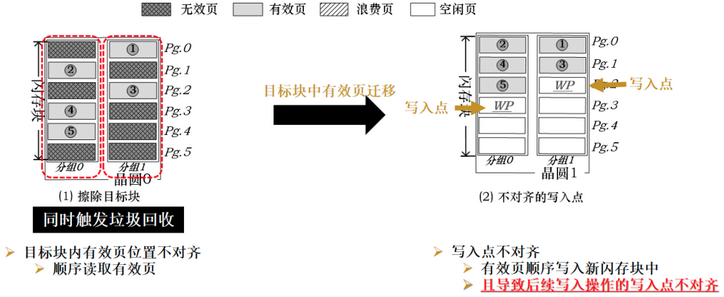 无效页 有效页 浪费页 空闲页
闪存块
① Pg.0
Pg.1
② ③ Pg.2
Pg.3
④ Pg.4
⑤ Pg.5
分组0 分组1
晶圆0
(1) 擦除目标块
同时触发垃圾回收
目标块内有效页位置不对齐
顺序读取有效页
目标块中有效页迁移
闪存块
② ① Pg.0
④ ③ Pg.1
⑤ WP 写入点
写入点 WP Pg.3
Pg.4
Pg.5
分组0 分组1
晶圆1
(2) 不对齐的写入点
写入点不对齐
有效页顺序写入新闪存块中
且导致后续写入操作的写入点不对齐